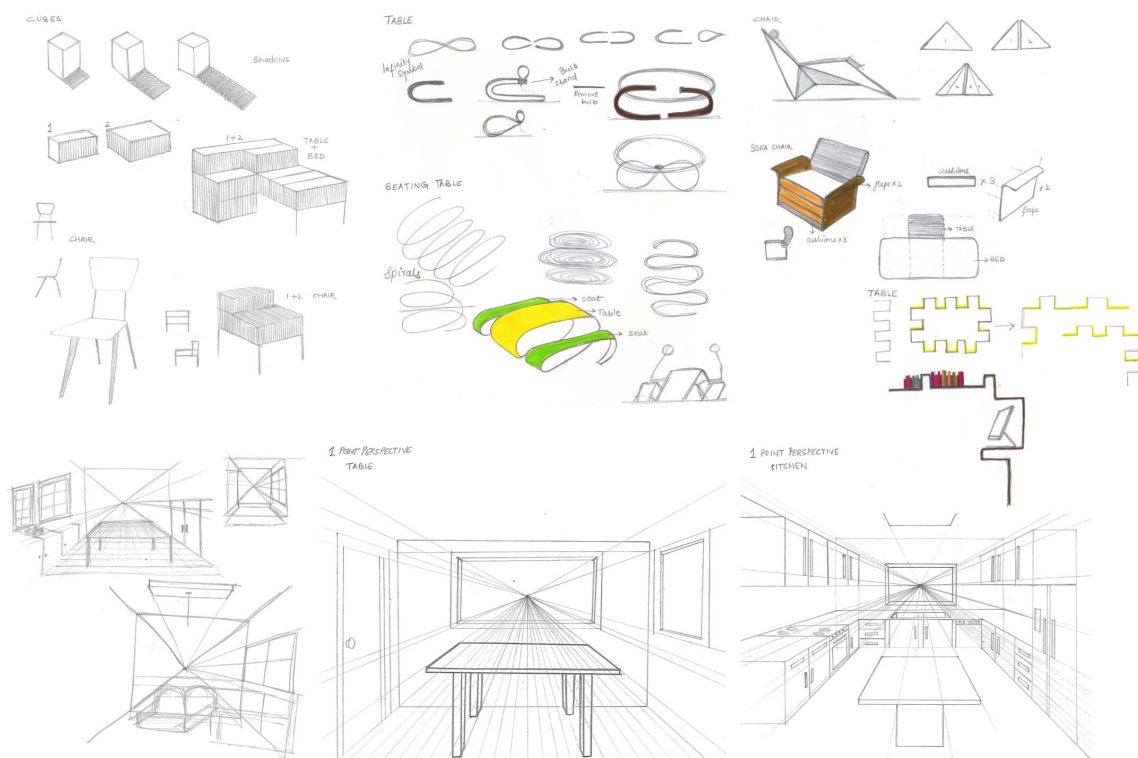 CUBES
Shadows
1
2
1+2
TABLE
+
BED
CHAIR
1+2 CHAIR
TABLE
Infinity
Symbol
Bulb
stand
Remove
bulb
SEATING TABLE
Spirals
seat
Table
seat
CHAIR
1
1
2
SOFA CHAIR
flaps x 2
cushions x3
cushions
x 3
x2
flaps
TABLE
BED
TABLE
1 POINT PERSPECTIVE
TABLE
1 POINT PERSPECTIVE
KITCHEN